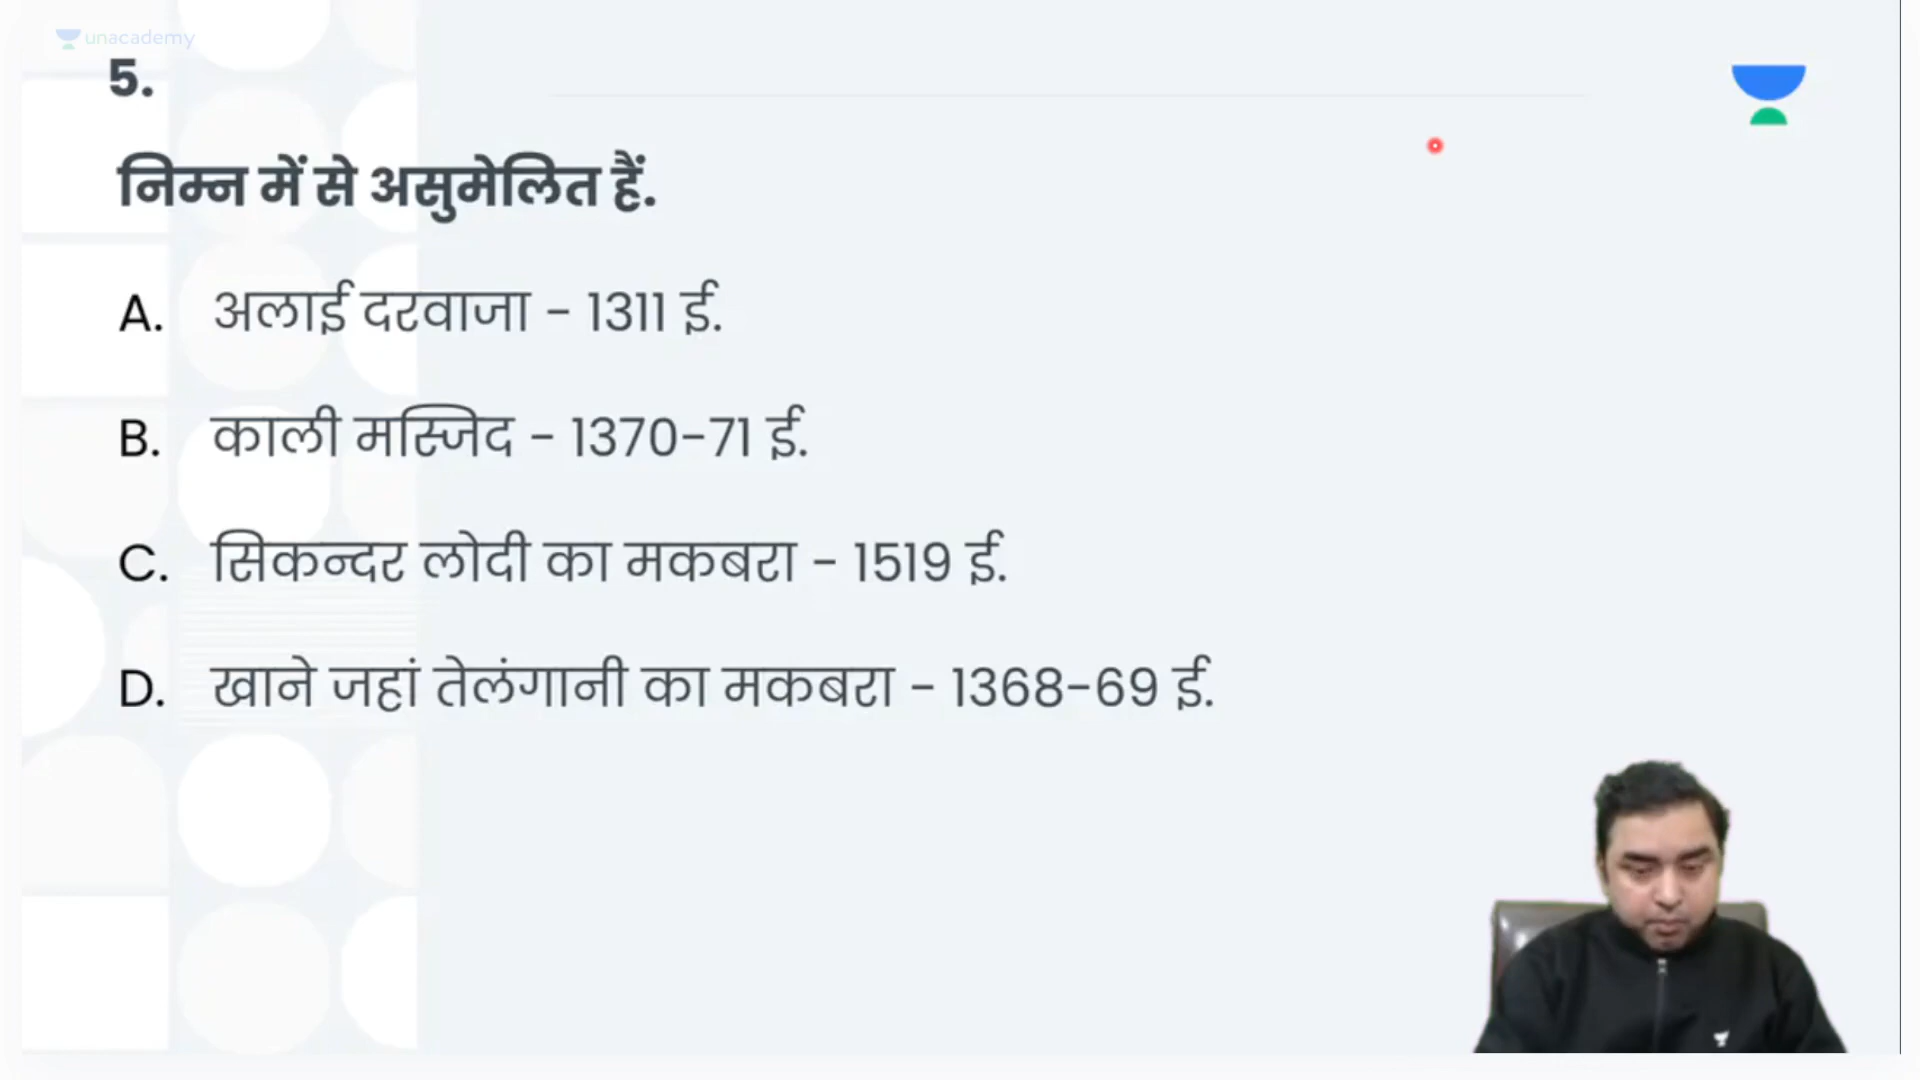 unacademy
5.
निम्न में से असुमेलित हैं.
A. अलाई दरवाजा - 1311 ई.
B. काली मस्जिद - 1370-71 ई.
C. सिकन्दर लोदी का मकबरा - 1519 ई.
D. खाने जहां तेलंगानी का मकबरा - 1368-69 ई.